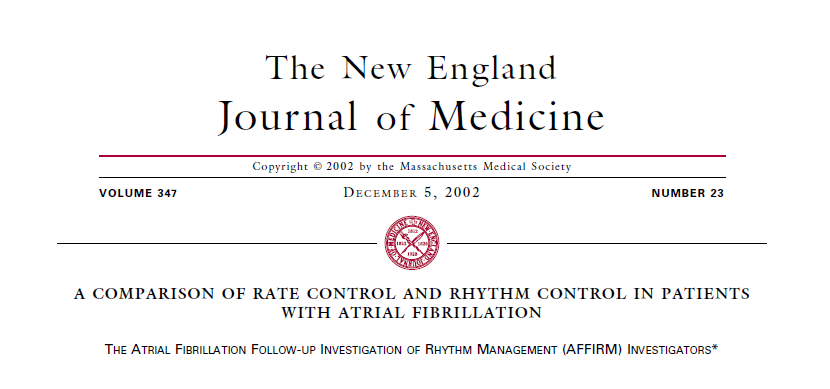 The New England
Journal of Medicine
Copyright © 2002 by the Massachusetts Medical Society
VOLUME 347
DECEMBER 5, 2002
NUMBER 23
A COMPARISON OF RATE CONTROL AND RHYTHM CONTROL IN PATIENTS
WITH ATRIAL FIBRILLATION
THE ATRIAL FIBRILLATION FOLLOW-UP INVESTIGATION OF RHYTHM MANAGEMENT (AFFIRM) INVESTIGATORS*